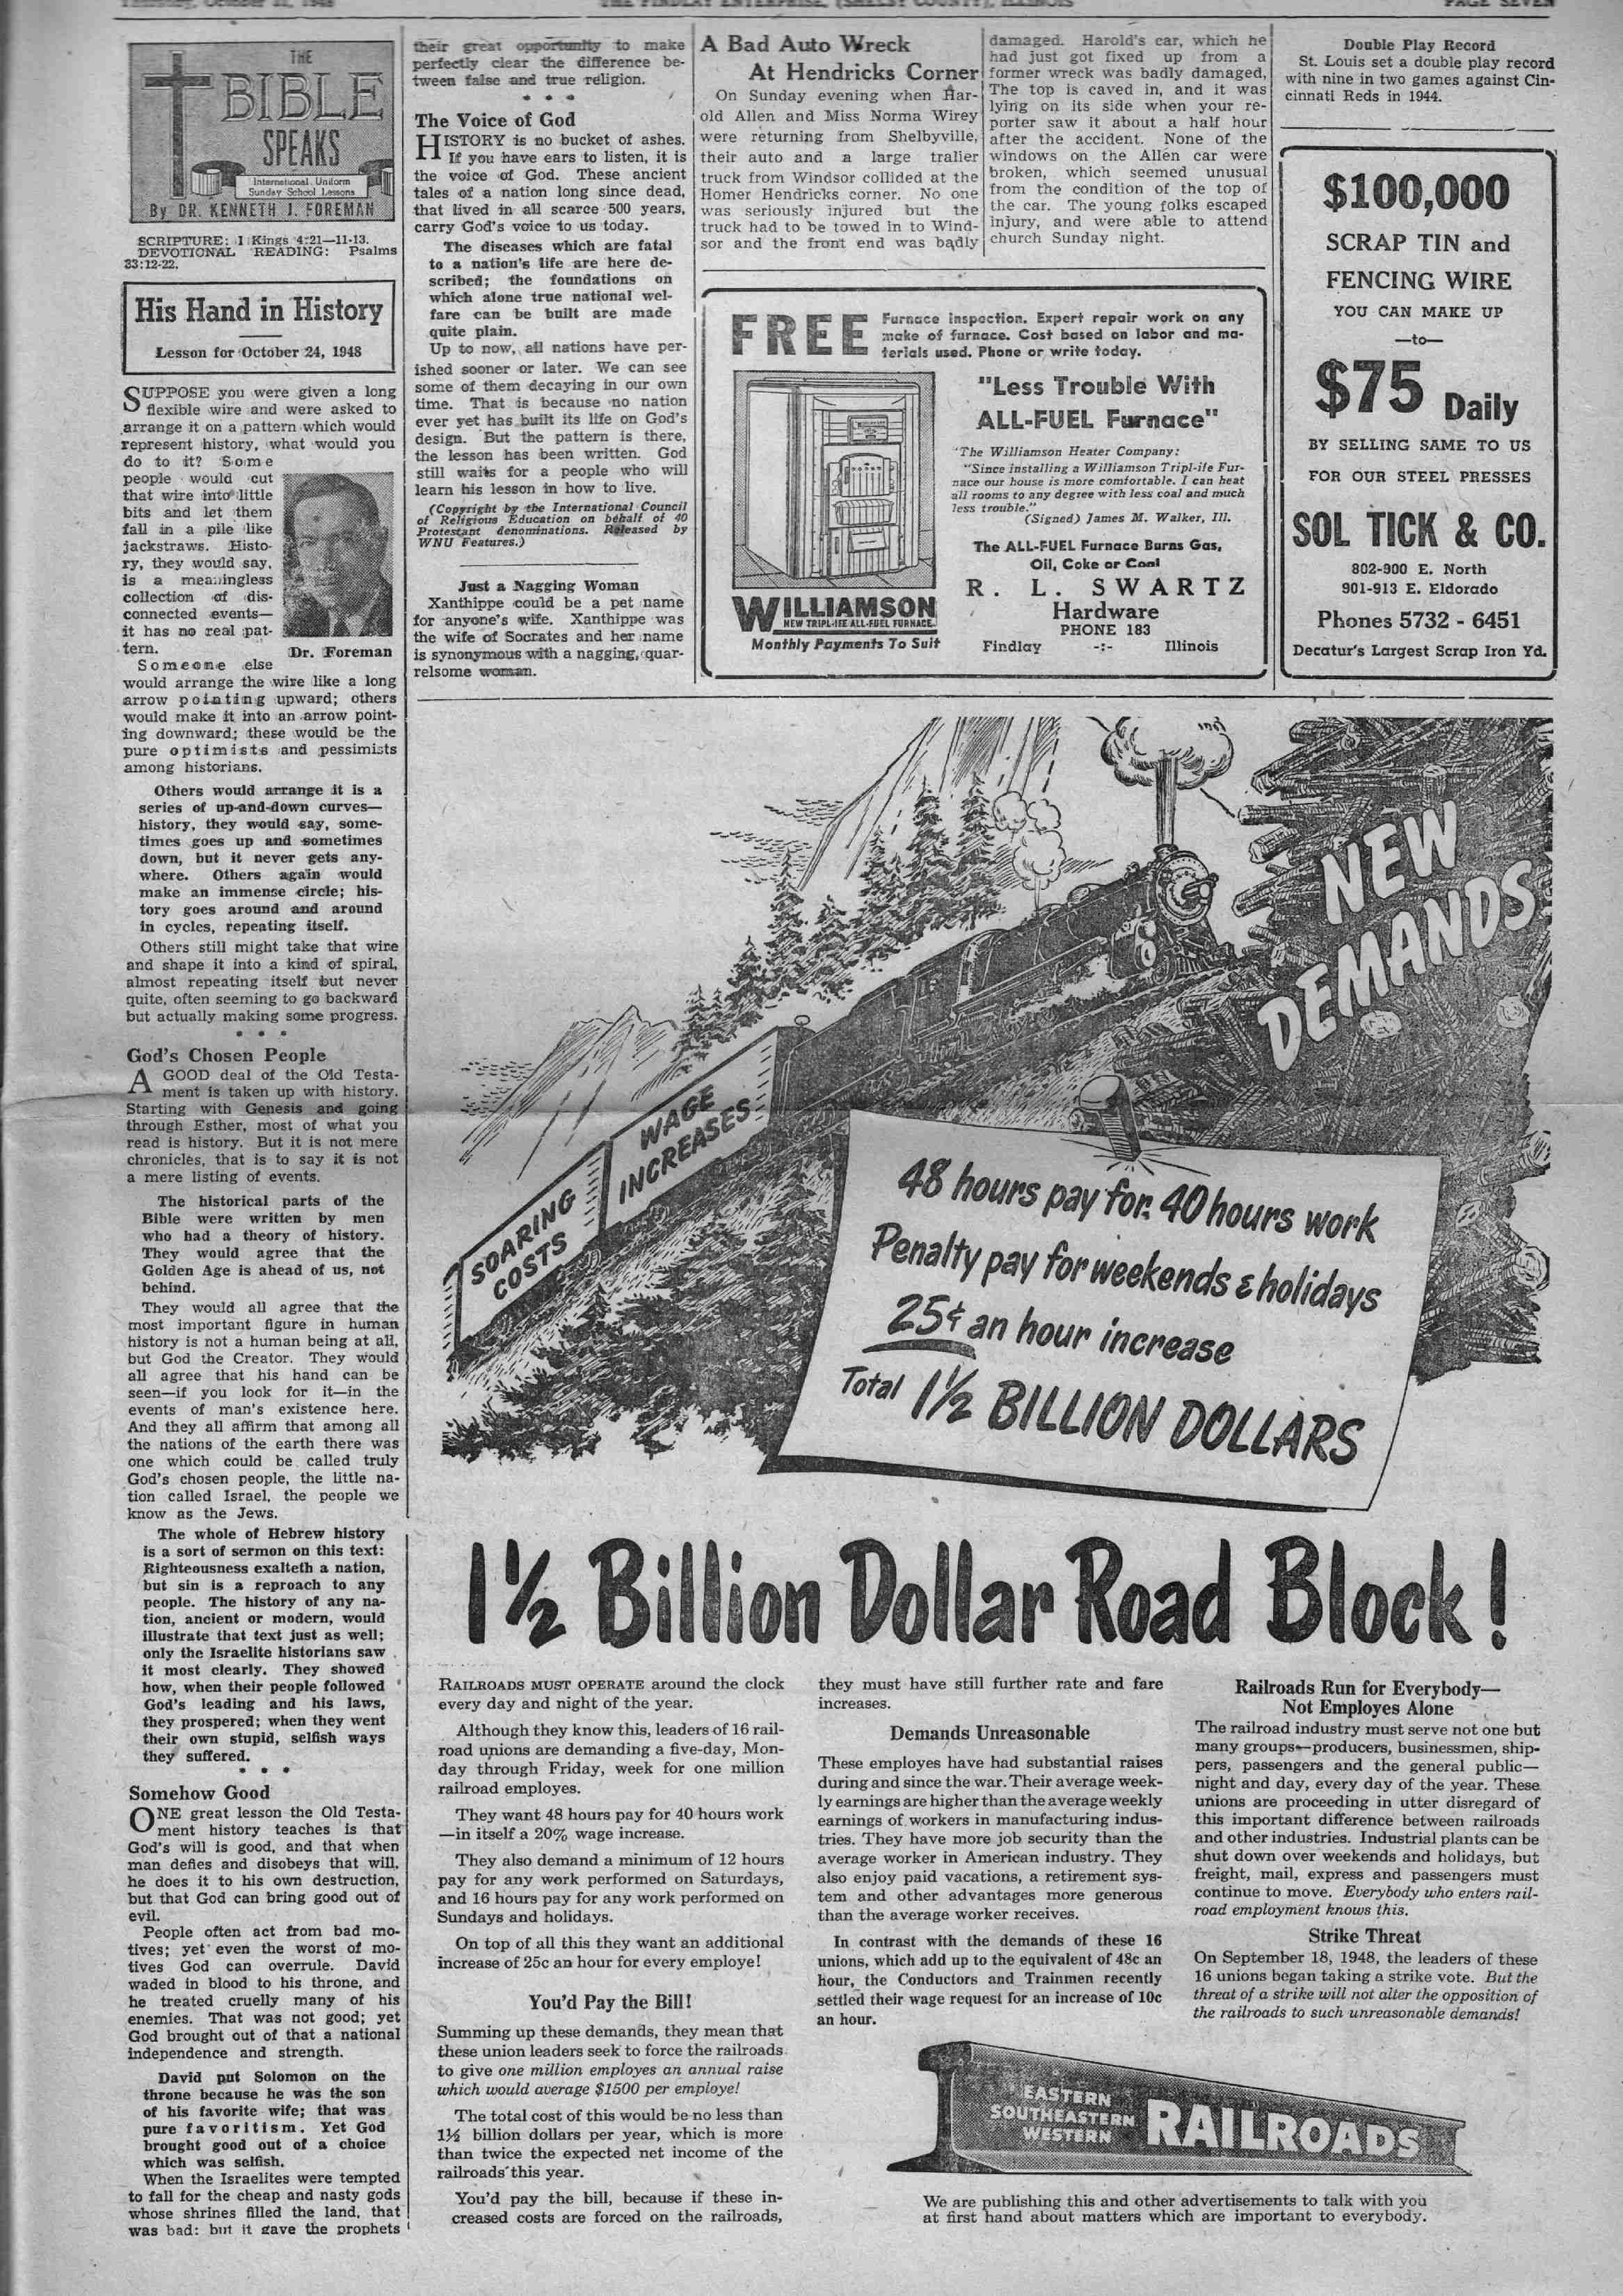 THE FINDLAY ENTERPRISE, (SHELBY COUNTY), ILLINOIS
PAGE SEVEN
THE
BIBLE
SPEAKS
International Uniform
Sunday School Lessons
By DR. KENNETH J. FOREMAN
SCRIPTURE: I Kings 4:21—11-13.
DEVOTIONAL READING: Psalms
33:12-22.
His Hand in History
Lesson for October 24, 1948
SUPPOSE you were given a long
flexible wire and were asked to
arrange it on a pattern which would
represent history, what would you
do to it? Some
people would cut
that wire into little
bits and let them
fall in a pile like
jackstraws. Histo-
ry, they would say,
is a meaningless
collection of dis-
connected events—
it has no real pat-
tern.
Dr. Foreman
Someone else
would arrange the wire like a long
arrow pointing upward; others
would make it into an arrow point-
ing downward; these would be the
pure optimists and pessimists
among historians.
Others would arrange it is a
series of up-and-down curves—
history, they would say, some-
times goes up and sometimes
down, but it never gets any-
where. Others again would
make an immense circle; his-
tory goes around and around
in cycles, repeating itself.
Others still might take that wire
and shape it into a kind of spiral,
almost repeating itself but never
quite, often seeming to go backward
but actually making some progress.
* * *
God's Chosen People
A GOOD deal of the Old Testa-
ment is taken up with history.
Starting with Genesis and going
through Esther, most of what you
read is history. But it is not mere
chronicles, that is to say it is not
a mere listing of events.
The historical parts of the
Bible were written by men
who had a theory of history.
They would agree that the
Golden Age is ahead of us, not
behind.
They would all agree that the
most important figure in human
history is not a human being at all,
but God the Creator. They would
all agree that his hand can be
seen—if you look for it—in the
events of man's existence here.
And they all affirm that among all
the nations of the earth there was
one which could be called truly
God's chosen people, the little na-
tion called Israel, the people we
know as the Jews.
The whole of Hebrew history
is a sort of sermon on this text:
Righteousness exalteth a nation,
but sin is a reproach to any
people. The history of any na-
tion, ancient or modern, would
illustrate that text just as well;
only the Israelite historians saw
it most clearly. They showed
how, when their people followed
God's leading and his laws,
they prospered; when they went
their own stupid, selfish ways
they suffered.
* * *
Somehow Good
ONE great lesson the Old Testa-
ment history teaches is that
God's will is good, and that when
man defies and disobeys that will,
he does it to his own destruction,
but that God can bring good out of
evil.
People often act from bad mo-
tives; yet even the worst of mo-
tives God can overrule. David
waded in blood to his throne, and
he treated cruelly many of his
enemies. That was not good; yet
God brought out of that a national
independence and strength.
David put Solomon on the
throne because he was the son
of his favorite wife; that was
pure favoritism. Yet God
brought good out of a choice
which was selfish.
When the Israelites were tempted
to fall for the cheap and nasty gods
whose shrines filled the land, that
was bad; but it gave the prophets
their great opportunity to make
perfectly clear the difference be-
tween false and true religion.
* * *
The Voice of God
HISTORY is no bucket of ashes.
If you have ears to listen, it is
the voice of God. These ancient
tales of a nation long since dead,
that lived in all scarce 500 years,
carry God's voice to us today.
The diseases which are fatal
to a nation's life are here de-
scribed; the foundations on
which alone true national wel-
fare can be built are made
quite plain.
Up to now, all nations have per-
ished sooner or later. We can see
some of them decaying in our own
time. That is because no nation
ever yet has built its life on God's
design. But the pattern is there,
the lesson has been written. God
still waits for a people who will
learn his lesson in how to live.
(Copyright by the International Council
of Religious Education on behalf of 40
Protestant denominations. Released by
WNU Features.)
Just a Nagging Woman
Xanthippe could be a pet name
for anyone's wife. Xanthippe was
the wife of Socrates and her name
is synonymous with a nagging, quar-
relsome woman.
A Bad Auto Wreck
At Hendricks Corner
On Sunday evening when Har-
old Allen and Miss Norma Wirey
were returning from Shelbyville,
their auto and a large tralier
truck from Windsor collided at the
Homer Hendricks corner. No one
was seriously injured but the
truck had to be towed in to Wind-
sor and the front end was badly
damaged. Harold's car, which he
had just got fixed up from a
former wreck was badly damaged,
The top is caved in, and it was
lying on its side when your re-
porter saw it about a half hour
after the accident. None of the
windows on the Allen car were
broken, which seemed unusual
from the condition of the top of
the car. The young folks escaped
injury, and were able to attend
church Sunday night.
Double Play Record
St. Louis set a double play record
with nine in two games against Cin-
cinnati Reds in 1944.
FREE
Furnace inspection. Expert repair work on any
make of furnace. Cost based on labor and ma-
terials used. Phone or write today.
"Less Trouble With
ALL-FUEL Furnace"
"The Williamson Heater Company:
"Since installing a Williamson Tripl-ife Fur-
nace our house is more comfortable. I can heat
all rooms to any degree with less coal and much
less trouble."
(Signed) James M. Walker, Ill.
The ALL-FUEL Furnace Burns Gas,
Oil, Coke or Coal
R. L. SWARTZ
Hardware
PHONE 183
Findlay -:- Illinois
WILLIAMSON
NEW TRIPL-IFE ALL-FUEL FURNACE
Monthly Payments To Suit
$100,000
SCRAP TIN and
FENCING WIRE
YOU CAN MAKE UP
—to—
$75 Daily
BY SELLING SAME TO US
FOR OUR STEEL PRESSES
SOL TICK & CO.
802-900 E. North
901-913 E. Eldorado
Phones 5732 - 6451
Decatur's Largest Scrap Iron Yd.
NEW
DEMANDS
WAGE
INCREASES
SOARING
COSTS
48 hours pay for 40 hours work
Penalty pay for weekends & holidays
25¢ an hour increase
Total 1½ BILLION DOLLARS
1½ Billion Dollar Road Block!
RAILROADS MUST OPERATE around the clock
every day and night of the year.
Although they know this, leaders of 16 rail-
road unions are demanding a five-day, Mon-
day through Friday, week for one million
railroad employes.
They want 48 hours pay for 40 hours work
—in itself a 20% wage increase.
They also demand a minimum of 12 hours
pay for any work performed on Saturdays,
and 16 hours pay for any work performed on
Sundays and holidays.
On top of all this they want an additional
increase of 25c an hour for every employe!
You'd Pay the Bill!
Summing up these demands, they mean that
these union leaders seek to force the railroads
to give one million employes an annual raise
which would average $1500 per employe!
The total cost of this would be no less than
1½ billion dollars per year, which is more
than twice the expected net income of the
railroads this year.
You'd pay the bill, because if these in-
creased costs are forced on the railroads,
they must have still further rate and fare
increases.
Demands Unreasonable
These employes have had substantial raises
during and since the war. Their average week-
ly earnings are higher than the average weekly
earnings of workers in manufacturing indus-
tries. They have more job security than the
average worker in American industry. They
also enjoy paid vacations, a retirement sys-
tem and other advantages more generous
than the average worker receives.
In contrast with the demands of these 16
unions, which add up to the equivalent of 48c an
hour, the Conductors and Trainmen recently
settled their wage request for an increase of 10c
an hour.
Railroads Run for Everybody—
Not Employes Alone
The railroad industry must serve not one but
many groups—producers, businessmen, ship-
pers, passengers and the general public—
night and day, every day of the year. These
unions are proceeding in utter disregard of
this important difference between railroads
and other industries. Industrial plants can be
shut down over weekends and holidays, but
freight, mail, express and passengers must
continue to move. Everybody who enters rail-
road employment knows this.
Strike Threat
On September 18, 1948, the leaders of these
16 unions began taking a strike vote. But the
threat of a strike will not alter the opposition of
the railroads to such unreasonable demands!
EASTERN
SOUTHEASTERN
WESTERN
RAILROADS
We are publishing this and other advertisements to talk with you
at first hand about matters which are important to everybody.